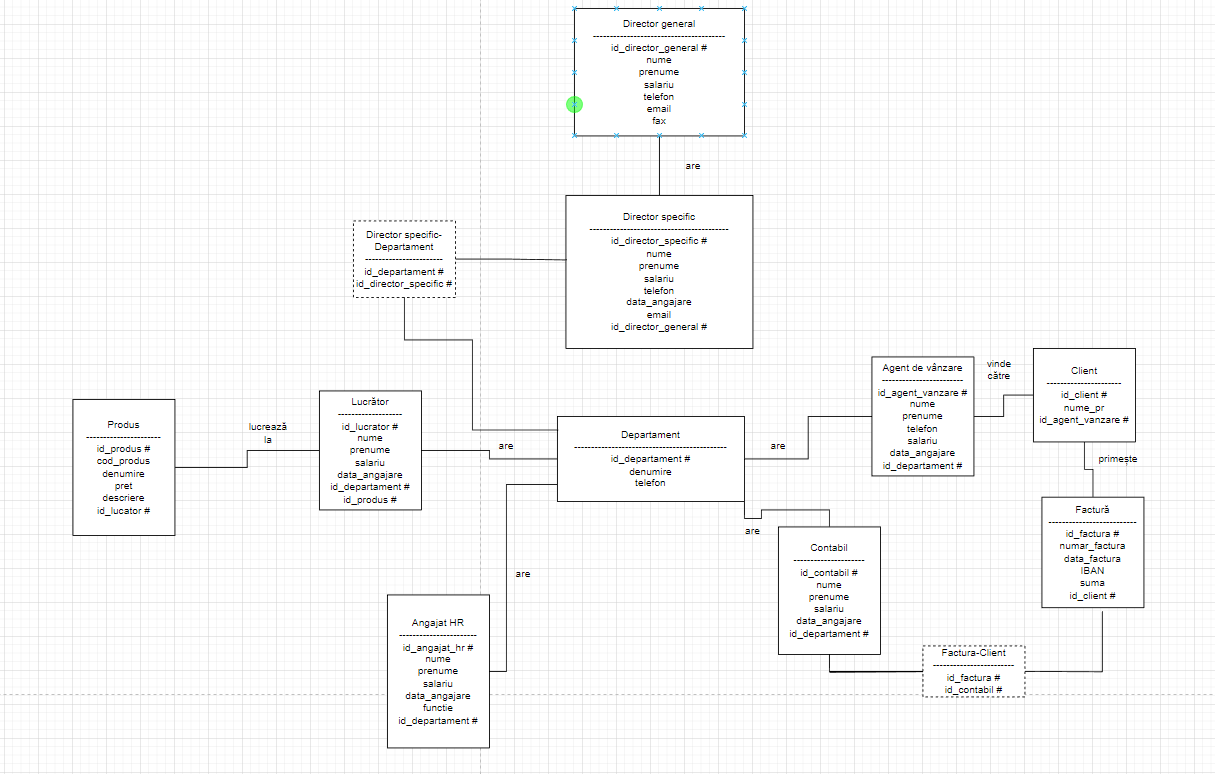 Director general
id_director_general #
nume
prenume
salariu
telefon
email
fax
are
Director specific
id_director_specific #
nume
prenume
salariu
telefon
data_angajare
email
id_director_general #
Director specific-
Departament
id_departament #
id_director_specific #
Produs
id_produs #
cod_produs
denumire
pret
descriere
id_lucator #
lucrează
la
Lucrător
id_lucrator #
nume
prenume
salariu
data_angajare
id_departament #
id_produs #
are
Departament
id_departament #
denumire
telefon
are
Agent de vânzare
id_agent_vanzare #
nume
prenume
telefon
salariu
data_angajare
id_departament #
vinde
către
Client
id_client #
nume_pr
id_agent_vanzare #
primește
Factură
id_factura #
numar_factura
data_factura
IBAN
suma
id_client #
are
Contabil
id_contabil #
nume
prenume
salariu
data_angajare
id_departament #
are
Angajat HR
id_angajat_hr #
nume
prenume
salariu
data_angajare
functie
id_departament #
Factura-Client
id_factura #
id_contabil #